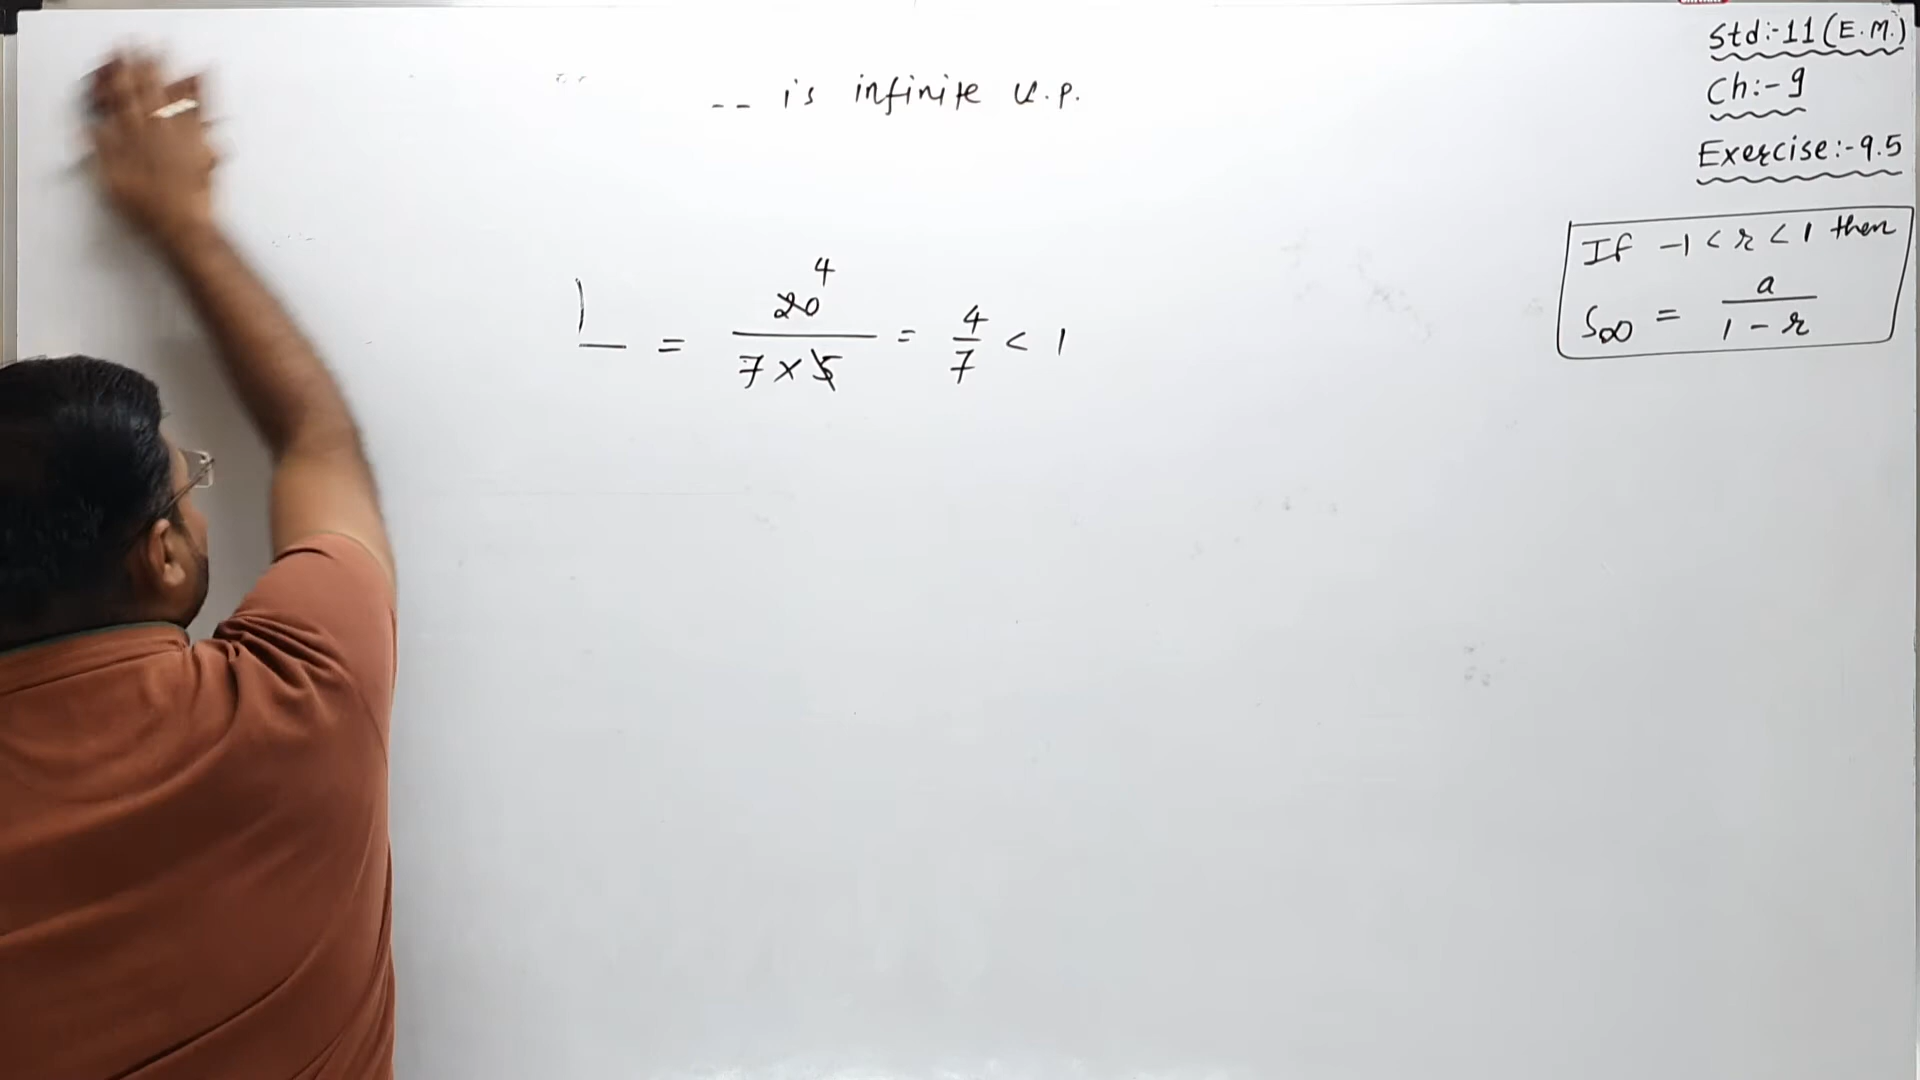 -- is infinite G.P.
= 20 4 / 7 × 5 = 4/7 < 1
Std:-11 (E.M.)
Ch:-9
Exercise:-9.5
If -1 < r < 1 then
S∞ = a / 1 - r